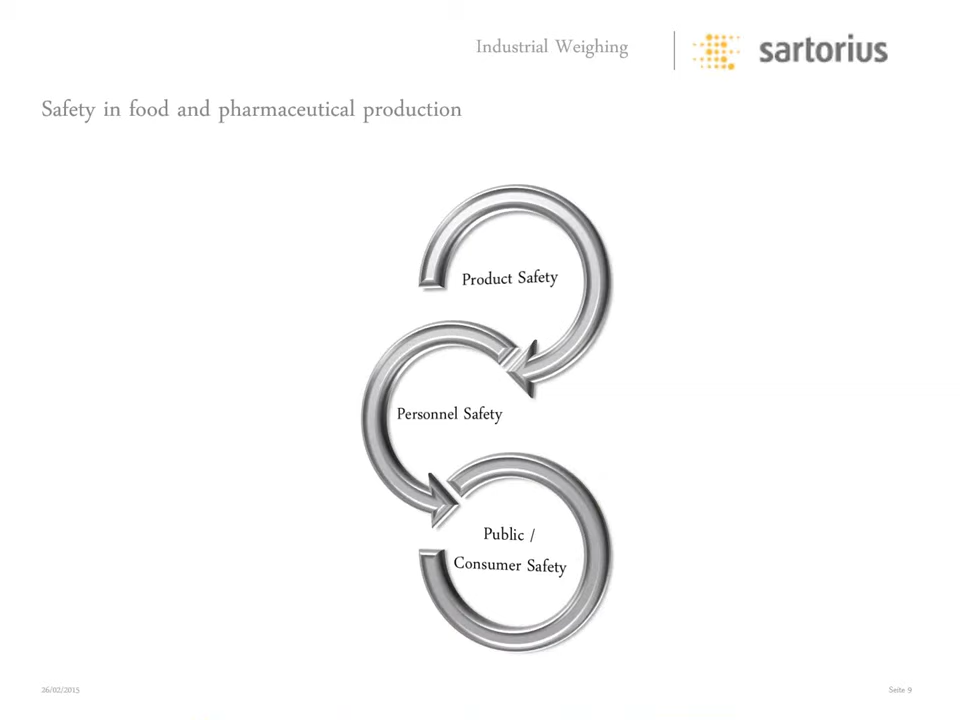 Industrial Weighing
sartorius
Safety in food and pharmaceutical production
Product Safety
Personnel Safety
Public /
Consumer Safety
26/02/2015
Seite 9